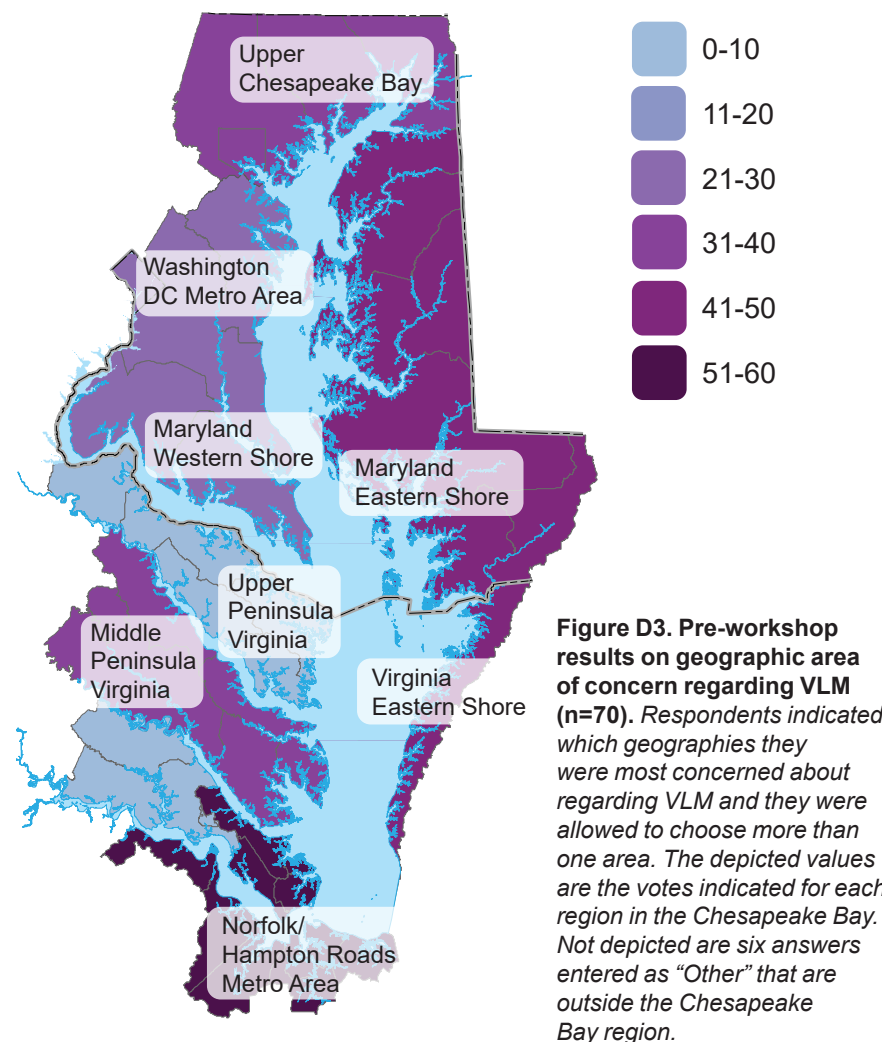 Upper
Chesapeake Bay
Washington
DC Metro Area
Maryland
Western Shore
Maryland
Eastern Shore
Upper
Peninsula
Virginia
Middle
Peninsula
Virginia
Virginia
Eastern Shore
Norfolk/
Hampton Roads
Metro Area
0-10
11-20
21-30
31-40
41-50
51-60
Figure D3. Pre-workshop
results on geographic area
of concern regarding VLM
(n=70). Respondents indicated
which geographies they
were most concerned about
regarding VLM and they were
allowed to choose more than
one area. The depicted values
are the votes indicated for each
region in the Chesapeake Bay.
Not depicted are six answers
entered as “Other” that are
outside the Chesapeake
Bay region.